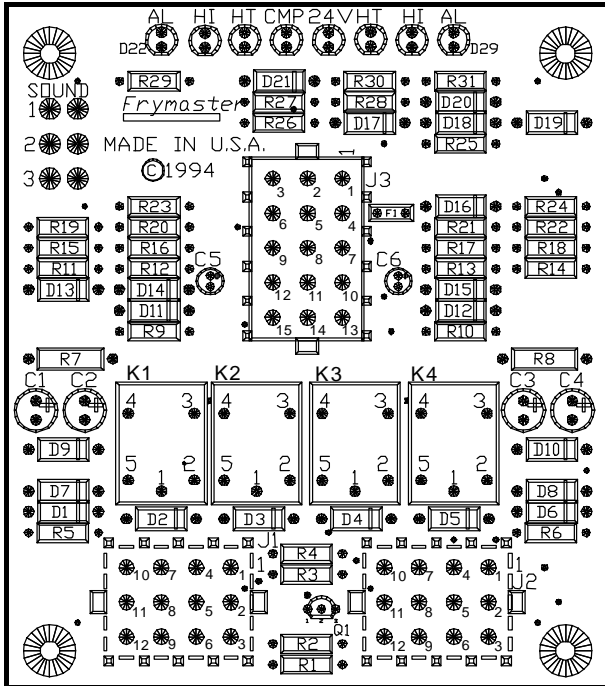 AL HI HT CMP 24V HT HI AL
D22 D29
R29 D21 R30 R31
SOUND Frymaster R27 R28 D20
1 R26 D17 D18 D19
2 MADE IN U.S.A. R25
3 © 1994 1
J3
3 2 1
R23 F1 D16 R24
R19 R20 6 5 4 R21 R22
R15 R16 9 8 7 R17 R18
R11 R12 C5 C6 R13 R14
D13 D14 12 11 10 D15
D11 D12
R9 15 14 13 R10
R7 R8
C1 C2 K1 K2 K3 K4 C3 C4
4 3 4 3 4 3 4 3
D9 D10
5 2 5 2 5 2 5 2
D7 1 1 1 1 D8
D1 D2 D3 D4 D5 D6
R5 R6
J1 R4
10 7 4 1 1 R3 10 7 4 1 1
J2
11 8 5 2 Q1 11 8 5 2
12 9 6 3 R2 12 9 6 3
R1